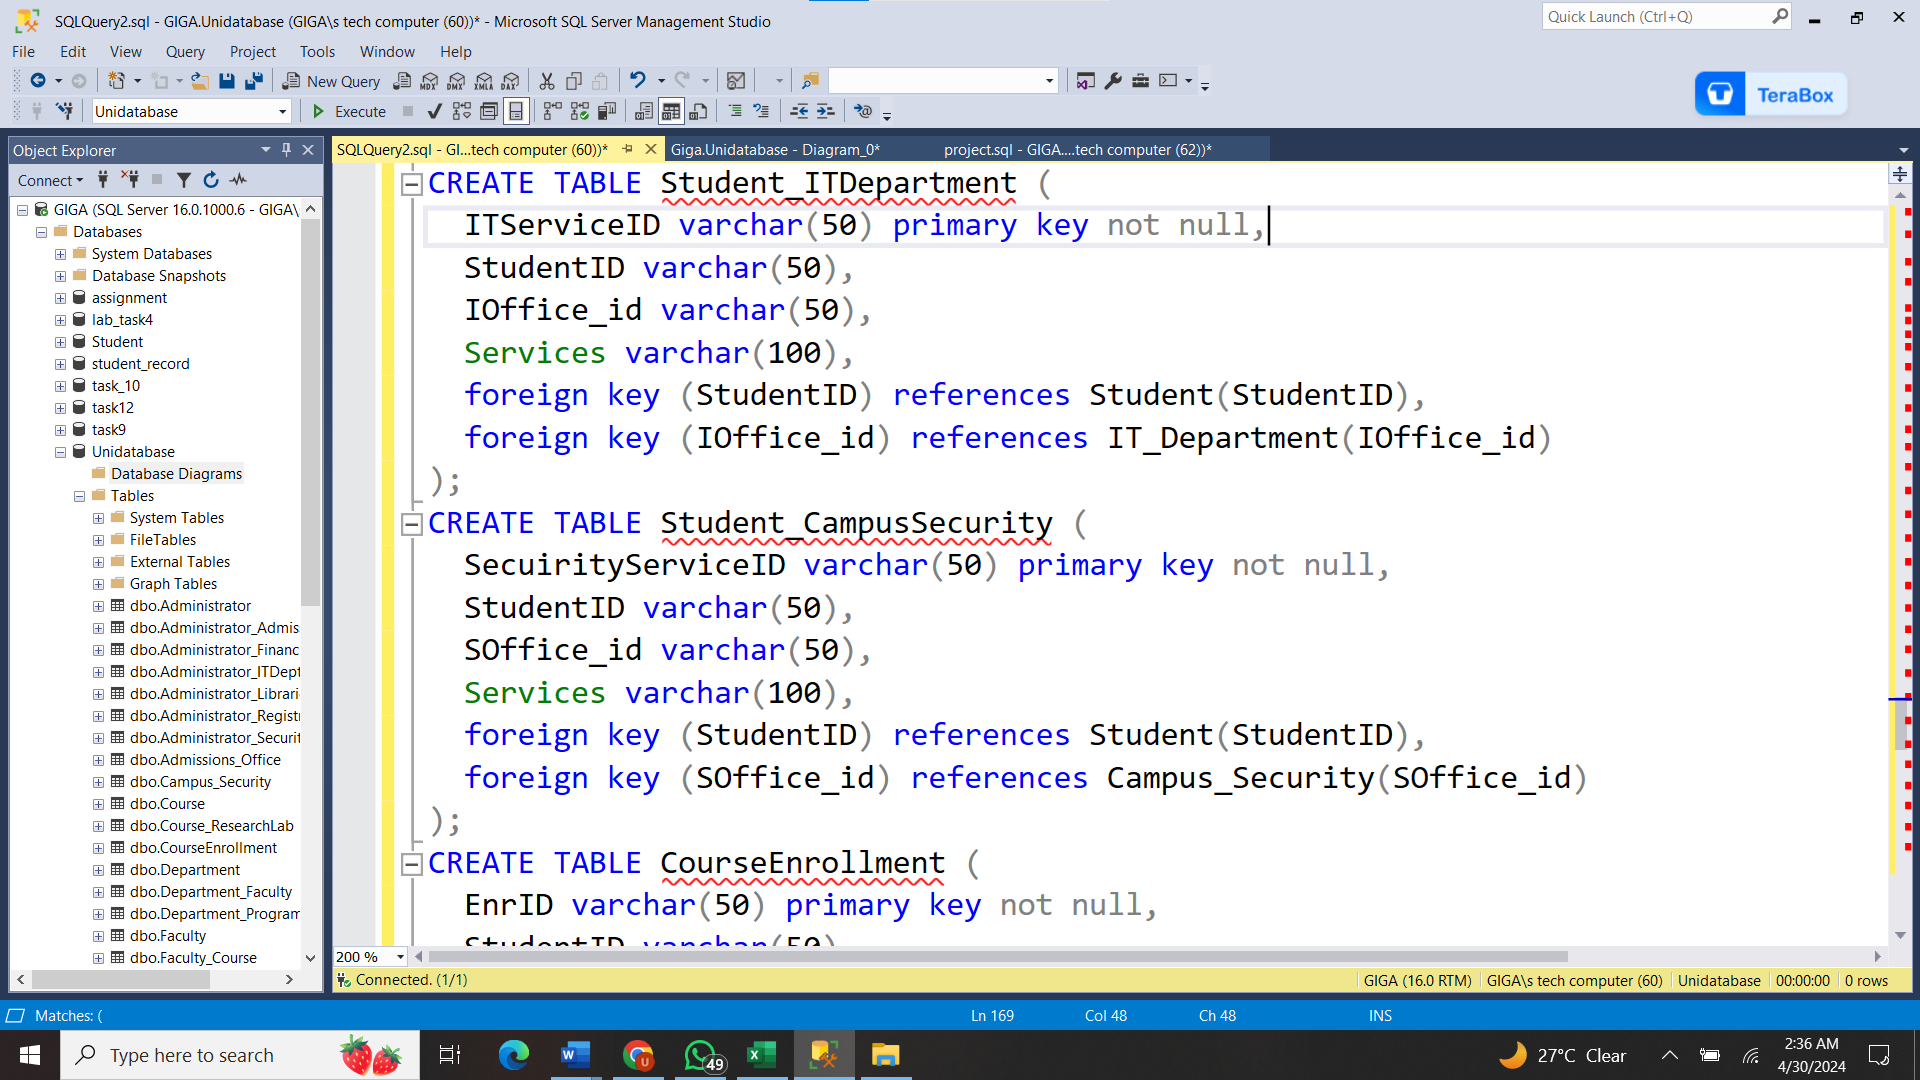 SQLQuery2.sql - GIGA.Unidatabase (GIGA\s tech computer (60))* - Microsoft SQL Server Management Studio
Quick Launch (Ctrl+Q)
File Edit View Query Project Tools Window Help
New Query MDX DMX XMLA DAX
TeraBox
Unidatabase Execute
Object Explorer
SQLQuery2.sql - GI...tech computer (60))* Giga.Unidatabase - Diagram_0* project.sql - GIGA....tech computer (62))*
Connect
GIGA (SQL Server 16.0.1000.6 - GIGA\
Databases
System Databases
Database Snapshots
assignment
lab_task4
Student
student_record
task_10
task12
task9
Unidatabase
Database Diagrams
Tables
System Tables
FileTables
External Tables
Graph Tables
dbo.Administrator
dbo.Administrator_Admis
dbo.Administrator_Financ
dbo.Administrator_ITDept
dbo.Administrator_Librari
dbo.Administrator_Registr
dbo.Administrator_Securit
dbo.Admissions_Office
dbo.Campus_Security
dbo.Course
dbo.Course_ResearchLab
dbo.CourseEnrollment
dbo.Department
dbo.Department_Faculty
dbo.Department_Program
dbo.Faculty
dbo.Faculty_Course
CREATE TABLE Student_ITDepartment (
ITServiceID varchar(50) primary key not null,
StudentID varchar(50),
IOffice_id varchar(50),
Services varchar(100),
foreign key (StudentID) references Student(StudentID),
foreign key (IOffice_id) references IT_Department(IOffice_id)
);
CREATE TABLE Student_CampusSecurity (
SecuirityServiceID varchar(50) primary key not null,
StudentID varchar(50),
SOffice_id varchar(50),
Services varchar(100),
foreign key (StudentID) references Student(StudentID),
foreign key (SOffice_id) references Campus_Security(SOffice_id)
);
CREATE TABLE CourseEnrollment (
EnrID varchar(50) primary key not null,
StudentID varchar(50)
200 %
Connected. (1/1) GIGA (16.0 RTM) GIGA\s tech computer (60) Unidatabase 00:00:00 0 rows
Matches: ( Ln 169 Col 48 Ch 48 INS
Type here to search 49 27°C Clear 2:36 AM
4/30/2024